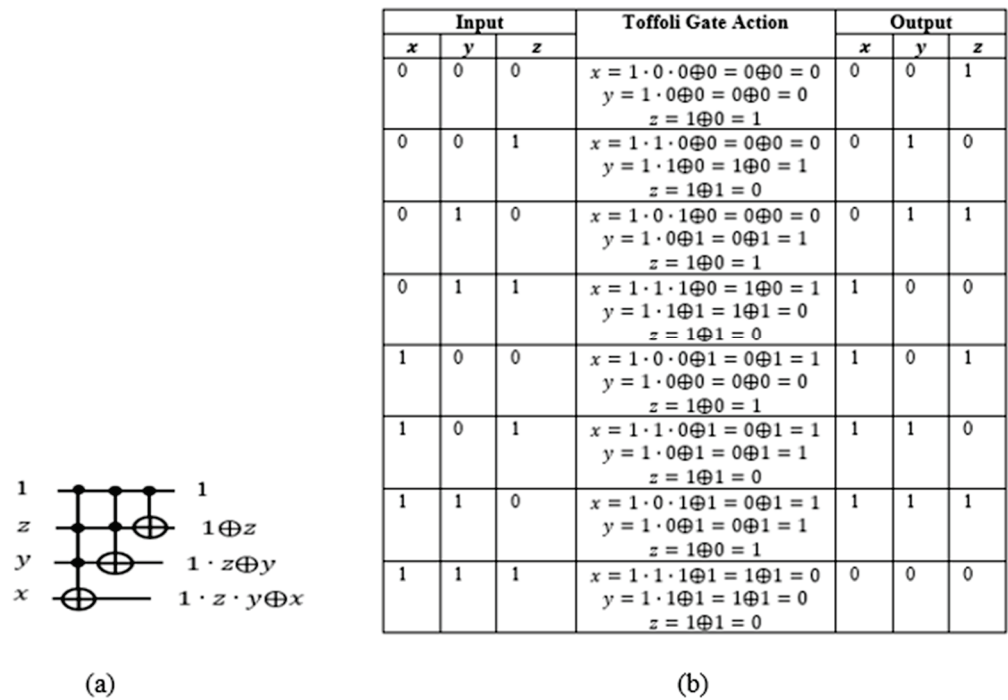 Input Toffoli Gate Action Output
x y z x y z
0 0 0 x = 1 · 0 · 0⊕0 = 0⊕0 = 0 0 0 1
y = 1 · 0⊕0 = 0⊕0 = 0
z = 1⊕0 = 1
0 0 1 x = 1 · 1 · 0⊕0 = 0⊕0 = 0 0 1 0
y = 1 · 1⊕0 = 1⊕0 = 1
z = 1⊕1 = 0
0 1 0 x = 1 · 0 · 1⊕0 = 0⊕0 = 0 0 1 1
y = 1 · 0⊕1 = 0⊕1 = 1
z = 1⊕0 = 1
0 1 1 x = 1 · 1 · 1⊕0 = 1⊕0 = 1 1 0 0
y = 1 · 1⊕1 = 1⊕1 = 0
z = 1⊕1 = 0
1 0 0 x = 1 · 0 · 0⊕1 = 0⊕1 = 1 1 0 1
y = 1 · 0⊕0 = 0⊕0 = 0
z = 1⊕0 = 1
1 0 1 x = 1 · 1 · 0⊕1 = 0⊕1 = 1 1 1 0
y = 1 · 0⊕1 = 0⊕1 = 1
z = 1⊕1 = 0
1 1 0 x = 1 · 0 · 1⊕1 = 0⊕1 = 1 1 1 1
y = 1 · 0⊕1 = 0⊕1 = 1
z = 1⊕0 = 1
1 1 1 x = 1 · 1 · 1⊕1 = 1⊕1 = 0 0 0 0
y = 1 · 1⊕1 = 1⊕1 = 0
z = 1⊕1 = 0
1 1
z 1⊕z
y 1 · z⊕y
x 1 · z · y⊕x
(a) (b)